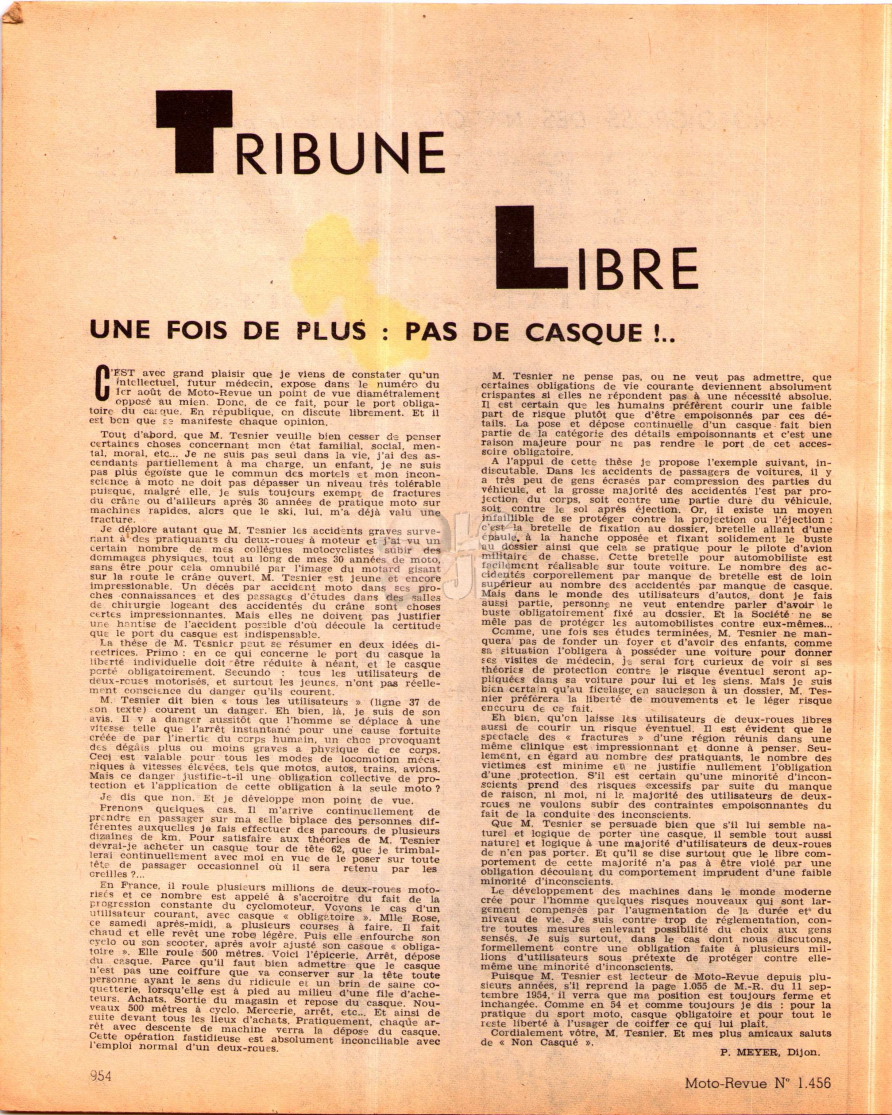 TRIBUNE
LIBRE
UNE FOIS DE PLUS : PAS DE CASQUE !..
C'EST avec grand plaisir que je viens de constater qu'un
intellectuel, futur médecin, expose dans le numéro du
1er août de Moto-Revue un point de vue diamétralement
opposé au mien. Donc, de ce fait, pour le port obliga-
toire du casque. En république, on discute librement. Et il
est bon que se manifeste chaque opinion.
Tout d'abord, que M. Tesnier veuille bien cesser de penser
certaines choses concernant mon état familial, social, men-
tal, moral, etc... Je ne suis pas seul dans la vie, j'ai des as-
cendants partiellement à ma charge, un enfant, je ne suis
pas plus égoïste que le commun des mortels et mon incon-
science à moto ne doit pas dépasser un niveau très tolérable
puisque, malgré elle, je suis toujours exempt de fractures
du crâne ou d'ailleurs après 30 années de pratique moto sur
machines rapides, alors que le ski, lui, m'a déjà valu une
fracture.
Je déplore autant que M. Tesnier les accidents graves surve-
nant à des pratiquants du deux-roues à moteur et j'ai vu un
certain nombre de mes collègues motocyclistes subir des
dommages physiques, tout au long de mes 30 années de moto,
sans être pour cela omnubilé par l'image du motard gisant
sur la route le crâne ouvert. M. Tesnier est jeune et encore
impressionable. Un décès par accident moto dans ses pro-
ches connaissances et des passages d'études dans des salles
de chirurgie logeant des accidentés du crâne sont choses
certes impressionnantes. Mais elles ne doivent pas justifier
une hantise de l'accident possible d'où découle la certitude
que le port du casque est indispensable.
La thèse de M. Tesnier peut se résumer en deux idées di-
rectrices. Primo : en ce qui concerne le port du casque la
liberté individuelle doit être réduite à néant, et le casque
porté obligatoirement. Secundo : tous les utilisateurs de
deux-roues motorisés, et surtout les jeunes, n'ont pas réelle-
ment conscience du danger qu'ils courent.
M. Tesnier dit bien « tous les utilisateurs » (ligne 37 de
son texte) courent un danger. Eh bien, là, je suis de son
avis. Il y a danger aussitôt que l'homme se déplace à une
vitesse telle que l'arrêt instantané pour une cause fortuite
créée de par l'inertie du corps humain, un choc provoquant
des dégâts plus ou moins graves a physique de ce corps.
Ceci est valable pour tous les modes de locomotion méca-
niques à vitesses élevées, tels que motos, autos, trains, avions.
Mais ce danger justifie-t-il une obligation collective de pro-
tection et l'application de cette obligation à la seule moto ?
Je dis que non. Et je développe mon point de vue.
Prenons quelques cas. Il m'arrive continuellement de
prendre en passager sur ma selle biplace des personnes dif-
férentes auxquelles je fais effectuer des parcours de plusieurs
dizaines de km. Pour satisfaire aux théories de M. Tesnier
devrai-je acheter un casque tour de tête 62, que je trimbal-
lerai continuellement avec moi en vue de le poser sur toute
tête de passager occasionnel où il sera retenu par les
oreilles ?...
En France, il roule plusieurs millions de deux-roues moto-
risés et ce nombre est appelé à s'accroître du fait de la
progression constante du cyclomoteur. Voyons le cas d'un
utilisateur courant, avec casque « obligatoire ». Mlle Rose,
ce samedi après-midi, a plusieurs courses à faire. Il fait
chaud et elle revêt une robe légère. Puis elle enfourche son
cyclo ou son scooter, après avoir ajusté son casque « obliga-
toire ». Elle roule 500 mètres. Voici l'épicerie. Arrêt, dépose
du casque. Parce qu'il faut bien admettre que le casque
n'est pas une coiffure que va conserver sur la tête toute
personne ayant le sens du ridicule et un brin de saine co-
quetterie, lorsqu'elle est à pied au milieu d'une file d'ache-
teurs. Achats. Sortie du magasin et repose du casque. Nou-
veaux 500 mètres à cyclo. Mercerie, arrêt, etc... Et ainsi de
suite devant tous les lieux d'achats. Pratiquement, chaque ar-
rêt avec descente de machine verra la dépose du casque.
Cette opération fastidieuse est absolument inconciliable avec
l'emploi normal d'un deux-roues.
M. Tesnier ne pense pas, ou ne veut pas admettre, que
certaines obligations de vie courante deviennent absolument
crispantes si elles ne répondent pas à une nécessité absolue.
Il est certain que les humains préfèrent courir une faible
part de risque plutôt que d'être empoisonnés par ces dé-
tails. La pose et dépose continuelle d'un casque fait bien
partie de la catégorie des détails empoisonnants et c'est une
raison majeure pour ne pas rendre le port de cet acces-
soire obligatoire.
A l'appui de cette thèse je propose l'exemple suivant, in-
discutable. Dans les accidents de passagers de voitures, il y
a très peu de gens écrasés par compression des parties du
véhicule, et la grosse majorité des accidentés l'est par pro-
jection du corps, soit contre une partie dure du véhicule,
soit contre le sol après éjection. Or, il existe un moyen
infaillible de se protéger contre la projection ou l'éjection :
c'est la bretelle de fixation au dossier, bretelle allant d'une
épaule, à la hanche opposée et fixant solidement le buste
au dossier ainsi que cela se pratique pour le pilote d'avion
militaire de chasse. Cette bretelle pour automobiliste est
facilement réalisable sur toute voiture. Le nombre des ac-
cidentés corporellement par manque de bretelle est de loin
supérieur au nombre des accidentés par manque de casque.
Mais dans le monde des utilisateurs d'autos, dont je fais
aussi partie, personne ne veut entendre parler d'avoir le
buste obligatoirement fixé au dossier. Et la Société ne se
mêle pas de protéger les automobilistes contre eux-mêmes...
Comme, une fois ses études terminées, M. Tesnier ne man-
quera pas de fonder un foyer et d'avoir des enfants, comme
sa situation l'obligera à posséder une voiture pour donner
ses visites de médecin, je serai fort curieux de voir si ses
théories de protection contre le risque éventuel seront ap-
pliquées dans sa voiture pour lui et les siens. Mais je suis
bien certain qu'au ficelage en saucisson à un dossier, M. Tes-
nier préférera la liberté de mouvements et le léger risque
encouru de ce fait.
Eh bien, qu'on laisse les utilisateurs de deux-roues libres
aussi de courir un risque éventuel. Il est évident que le
spectacle des « fractures » d'une région réunis dans une
même clinique est impressionnant et donne à penser. Seu-
lement, en égard au nombre des pratiquants, le nombre des
victimes est minime et ne justifie nullement l'obligation
d'une protection. S'il est certain qu'une minorité d'incon-
scients prend des risques excessifs par suite du manque
de raison, ni moi, ni la majorité des utilisateurs de deux-
roues ne voulons subir des contraintes empoisonnantes du
fait de la conduite des inconscients.
Que M. Tesnier se persuade bien que s'il lui semble na-
turel et logique de porter une casque, il semble tout aussi
naturel et logique à une majorité d'utilisateurs de deux-roues
de n'en pas porter. Et qu'il se dise surtout que le libre com-
portement de cette majorité n'a pas à être violé par une
obligation découlant du comportement imprudent d'une faible
minorité d'inconscients.
Le développement des machines dans le monde moderne
crée pour l'homme quelques risques nouveaux qui sont lar-
gement compensés par l'augmentation de la durée et du
niveau de vie. Je suis contre trop de réglementation, con-
tre toutes mesures enlevant possibilité du choix aux gens
sensés. Je suis surtout, dans le cas dont nous discutons,
formellement contre une obligation faite à plusieurs mil-
lions d'utilisateurs sous prétexte de protéger contre elle-
même une minorité d'inconscients.
Puisque M. Tesnier est lecteur de Moto-Revue depuis plu-
sieurs années, s'il reprend la page 1.055 de M.-R. du 11 sep-
tembre 1954, il verra que ma position est toujours ferme et
inchangée. Comme en 54 et comme toujours je dis : pour la
pratique du sport moto, casque obligatoire et pour tout le
reste liberté à l'usager de coiffer ce qui lui plait.
Cordialement vôtre, M. Tesnier. Et mes plus amicaux saluts
de « Non Casqué ».
P. MEYER, Dijon.
954
Moto-Revue N° 1.456